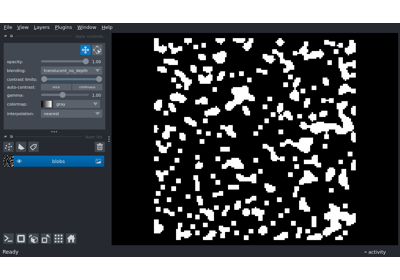 File View Layers Plugins Window Help
opacity: 1.00
blending: translucent_no_depth
contrast limits:
auto-contrast: once continuous
gamma: 1.00
colormap: gray
interpolation: nearest
blobs
Ready activity